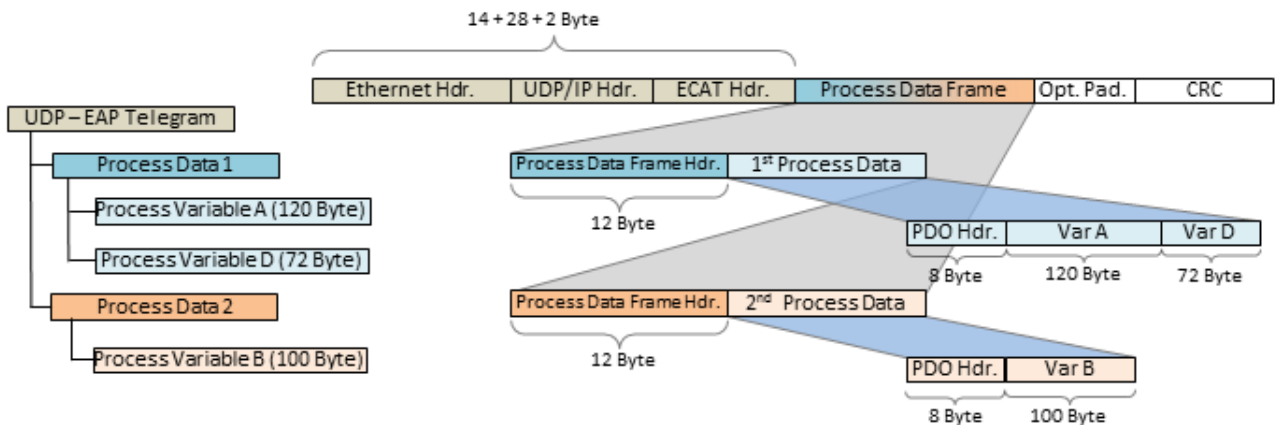 14 + 28 + 2 Byte
Ethernet Hdr. UDP/IP Hdr. ECAT Hdr. Process Data Frame Opt. Pad. CRC
UDP – EAP Telegram
Process Data 1
Process Variable A (120 Byte)
Process Variable D (72 Byte)
Process Data 2
Process Variable B (100 Byte)
Process Data Frame Hdr. 1st Process Data
12 Byte
PDO Hdr. Var A Var D
8 Byte 120 Byte 72 Byte
Process Data Frame Hdr. 2nd Process Data
12 Byte
PDO Hdr. Var B
8 Byte 100 Byte